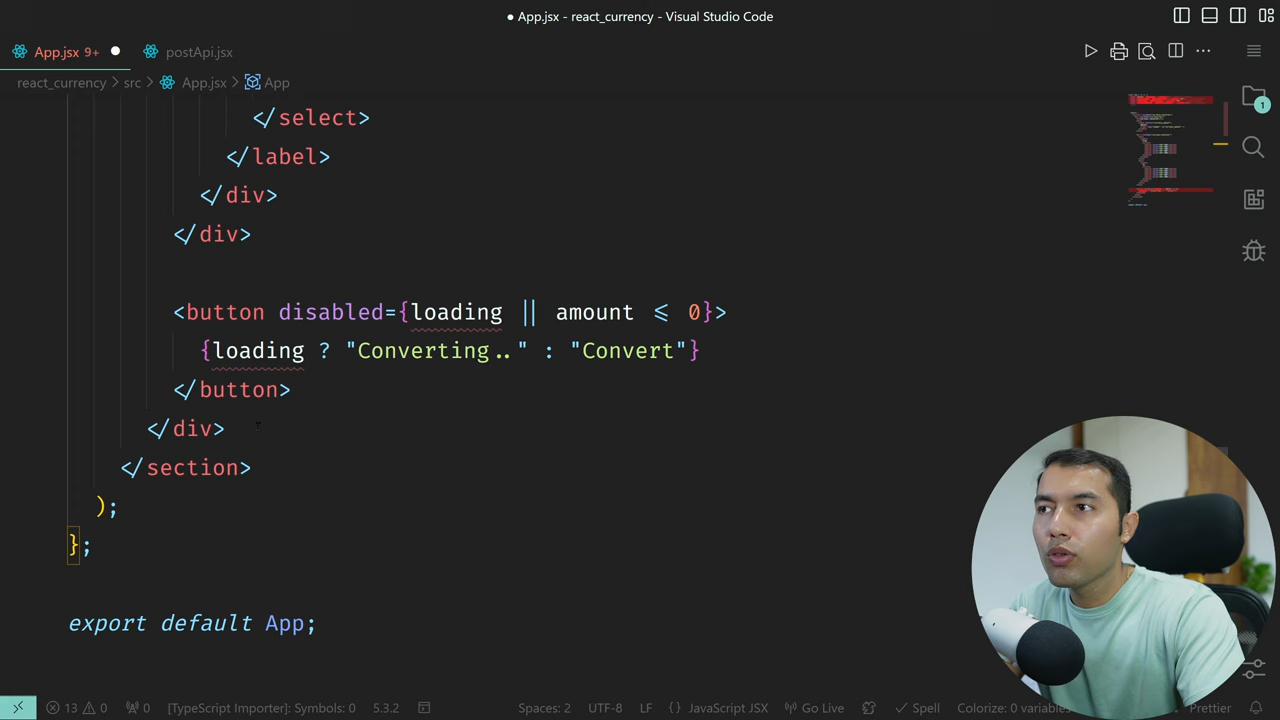 App.jsx - react_currency - Visual Studio Code
App.jsx 9+
postApi.jsx
react_currency > src > App.jsx > App
</select>
</label>
</div>
</div>
<button disabled={loading || amount <= 0}>
{loading ? "Converting.." : "Convert"}
</button>
</div>
</section>
);
};
export default App;
1
13 0 0 [TypeScript Importer]: Symbols: 0 5.3.2 Spaces: 2 UTF-8 LF {} JavaScript JSX Go Live Spell Colorize: 0 variables Prettier